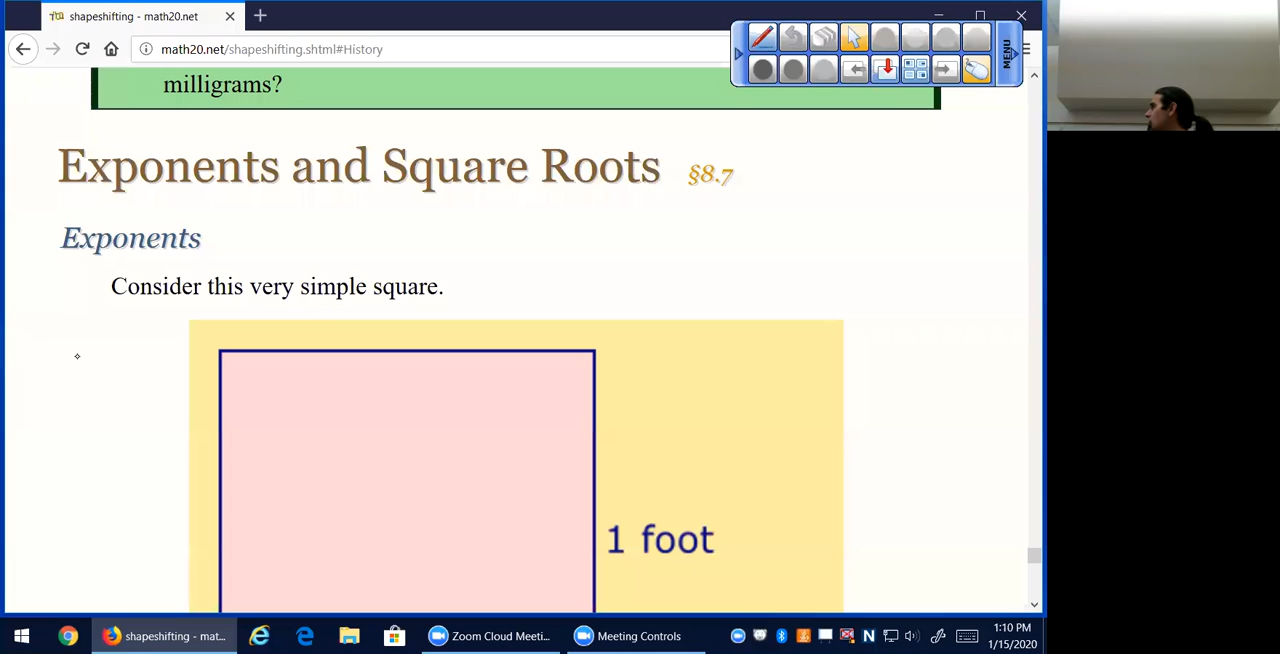 shapeshifting - math20.net
math20.net/shapeshifting.shtml#History
MENU
milligrams?
Exponents and Square Roots §8.7
Exponents
Consider this very simple square.
1 foot
shapeshifting - mat...
Zoom Cloud Meeti...
Meeting Controls
1:10 PM
1/15/2020